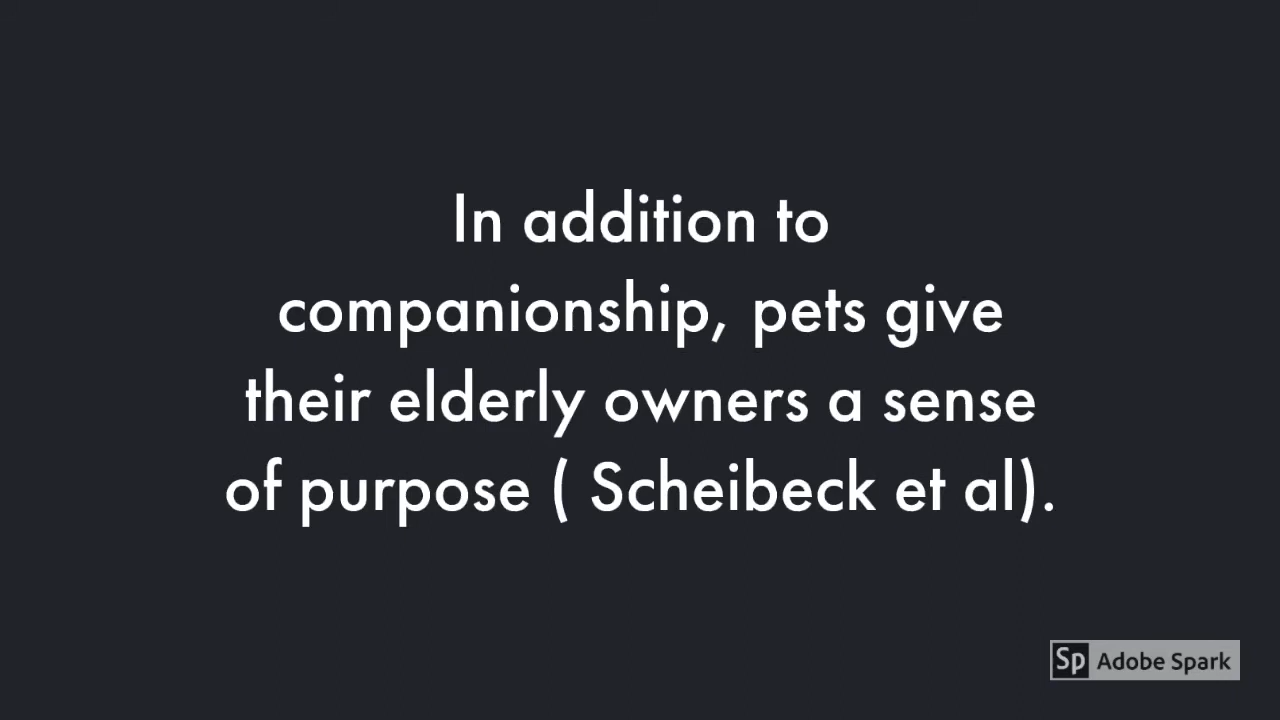 In addition to
companionship, pets give
their elderly owners a sense
of purpose ( Scheibeck et al).
Sp Adobe Spark